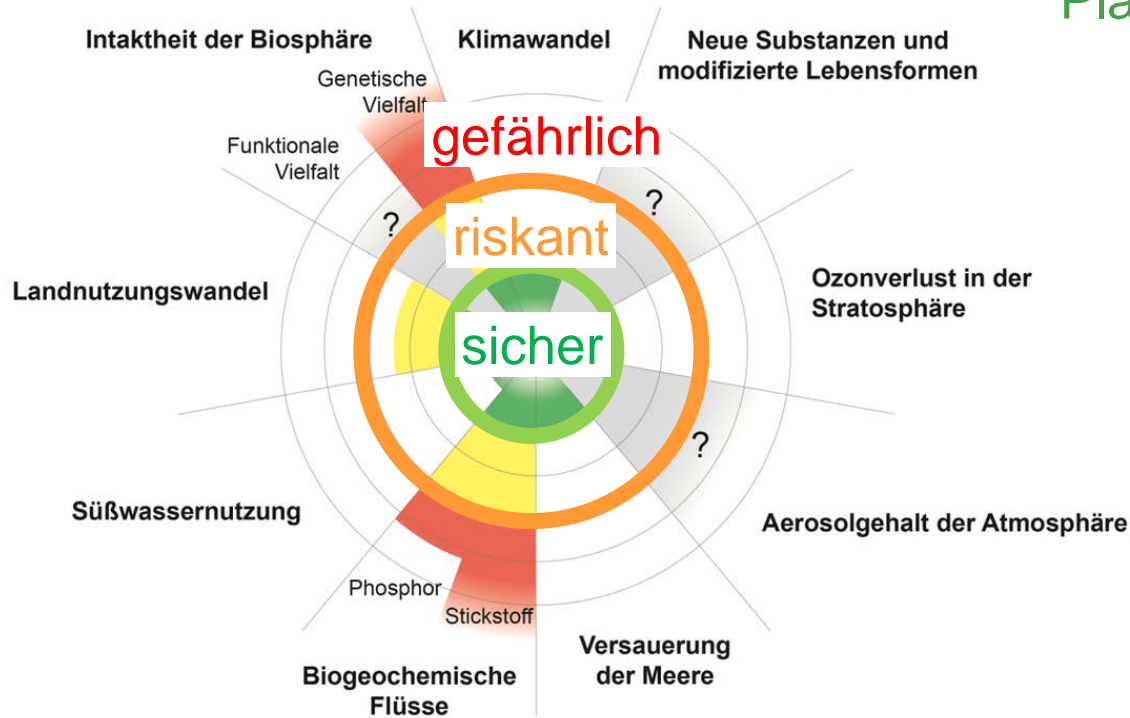 Pla
Intaktheit der Biosphäre
Klimawandel
Neue Substanzen und
modifizierte Lebensformen
Genetische
Vielfalt
gefährlich
Funktionale
Vielfalt
?
?
riskant
Landnutzungswandel
Ozonverlust in der
Stratosphäre
sicher
?
Süßwassernutzung
Aerosolgehalt der Atmosphäre
Phosphor
Stickstoff
Biogeochemische
Flüsse
Versauerung
der Meere